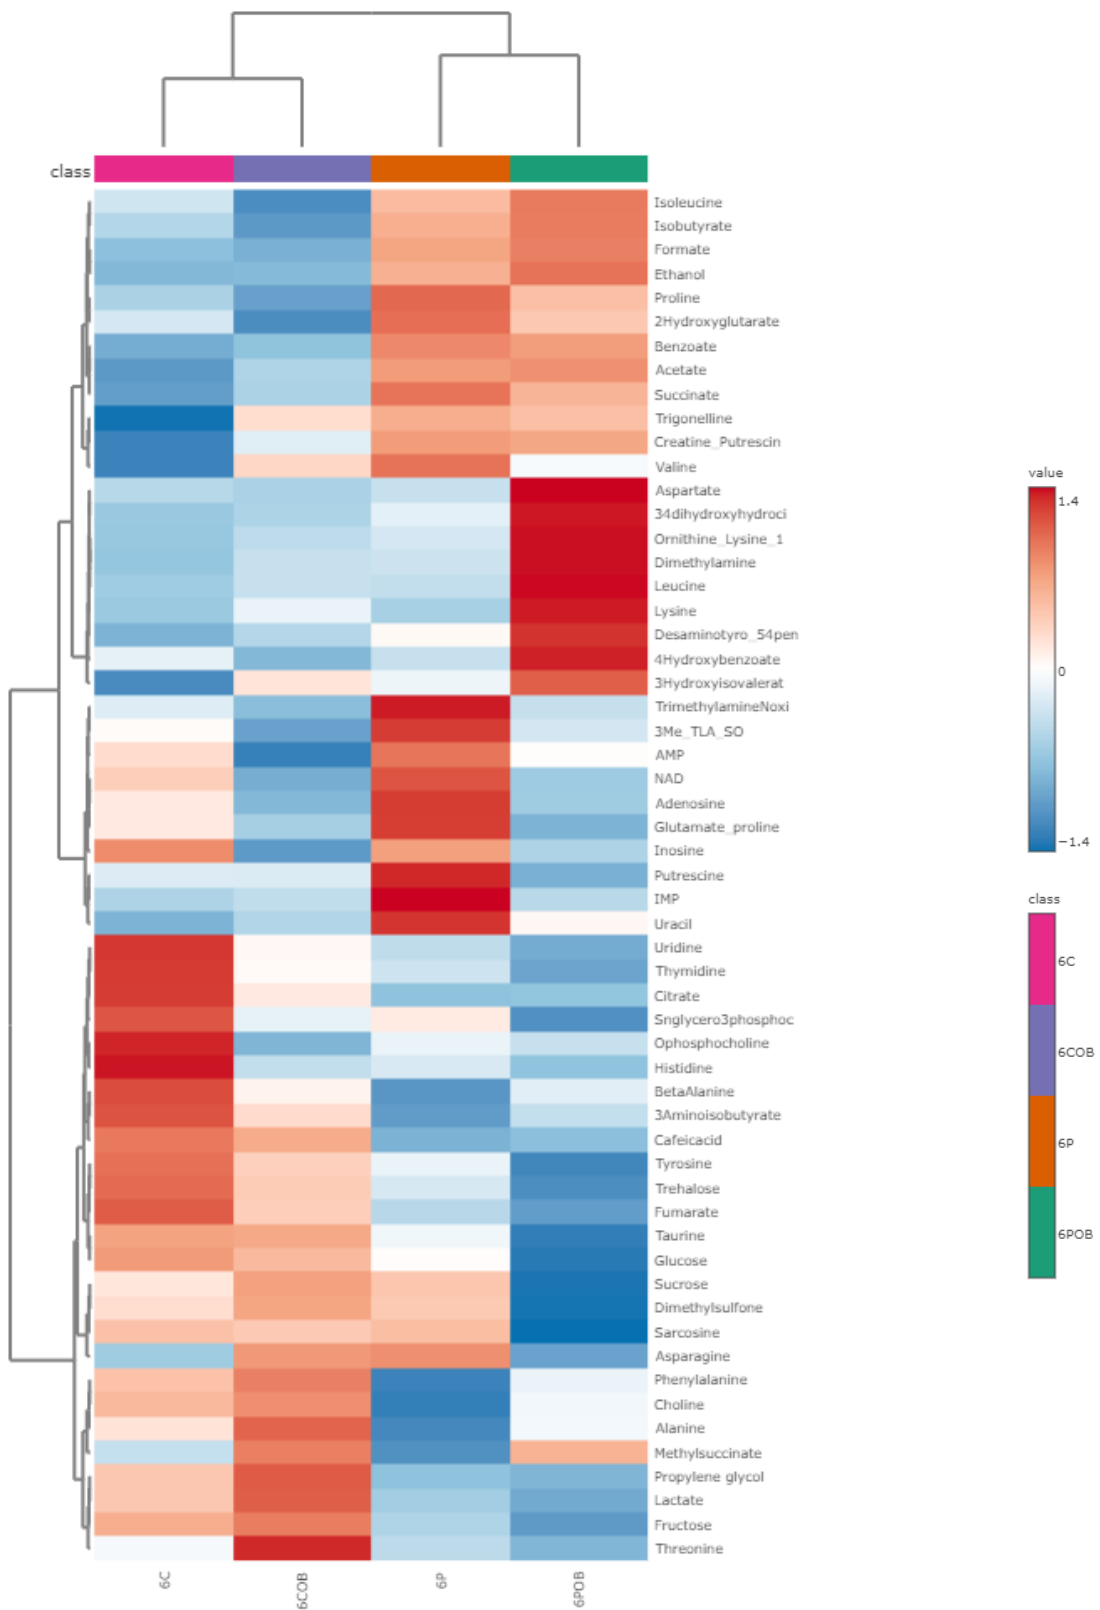 class
Isoleucine
Isobutyrate
Formate
Ethanol
Proline
2Hydroxyglutarate
Benzoate
Acetate
Succinate
Trigonelline
Creatine_Putrescin
Valine
Aspartate
34dihydroxyhydroci
Ornithine_Lysine_1
Dimethylamine
Leucine
Lysine
Desaminotyro_54pen
4Hydroxybenzoate
3Hydroxyisovalerat
TrimethylamineNoxi
3Me_TLA_SO
AMP
NAD
Adenosine
Glutamate_proline
Inosine
Putrescine
IMP
Uracil
Uridine
Thymidine
Citrate
Snglycero3phosphoc
Ophosphocholine
Histidine
BetaAlanine
3Aminoisobutyrate
Cafeicacid
Tyrosine
Trehalose
Fumarate
Taurine
Glucose
Sucrose
Dimethylsulfone
Sarcosine
Asparagine
Phenylalanine
Choline
Alanine
Methylsuccinate
Propylene glycol
Lactate
Fructose
Threonine
6C
6COB
6P
6POB
value
1.4
0
−1.4
class
6C
6COB
6P
6POB